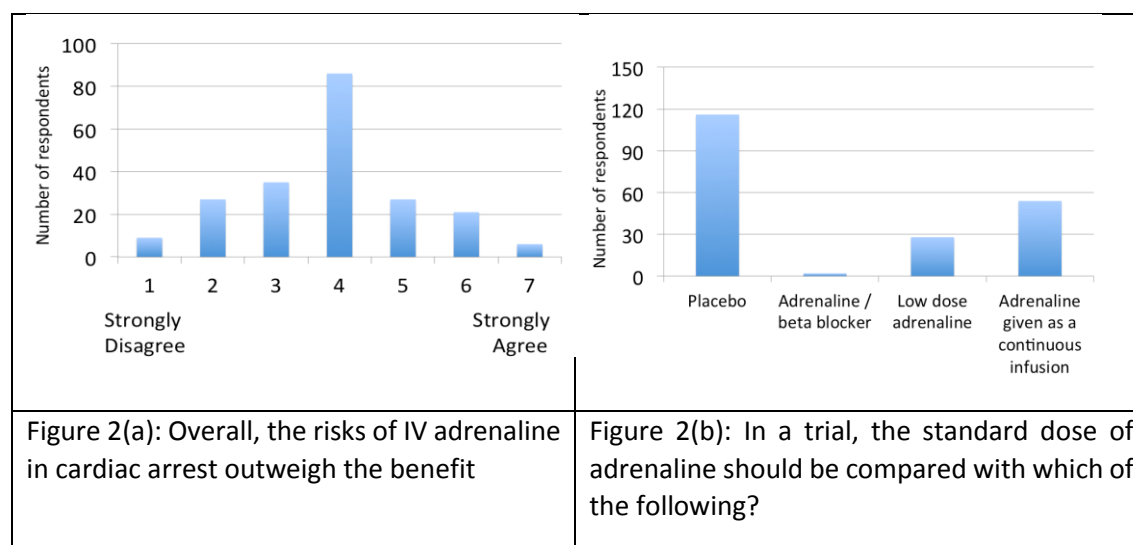 100
80
60
40
20
0
Number of respondents
1 2 3 4 5 6 7
Strongly Disagree
Strongly Agree
150
120
90
60
30
0
Number of respondents
Placebo
Adrenaline /
beta blocker
Low dose
adrenaline
Adrenaline
given as a
continuous
infusion
Figure 2(a): Overall, the risks of IV adrenaline
in cardiac arrest outweigh the benefit
Figure 2(b): In a trial, the standard dose of
adrenaline should be compared with which of
the following?